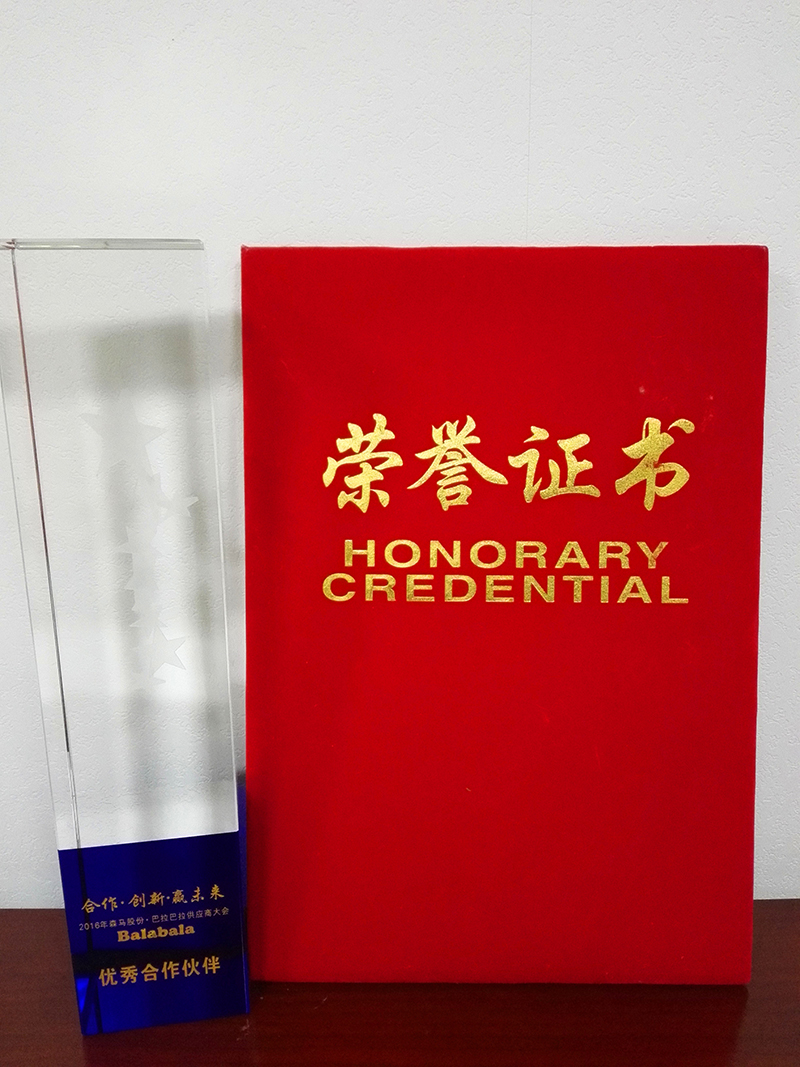 合作·创新·赢未来
2016年森马股份·巴拉巴拉供应商大会
Balabala
优秀合作伙伴
荣誉证书
HONORARY
CREDENTIAL